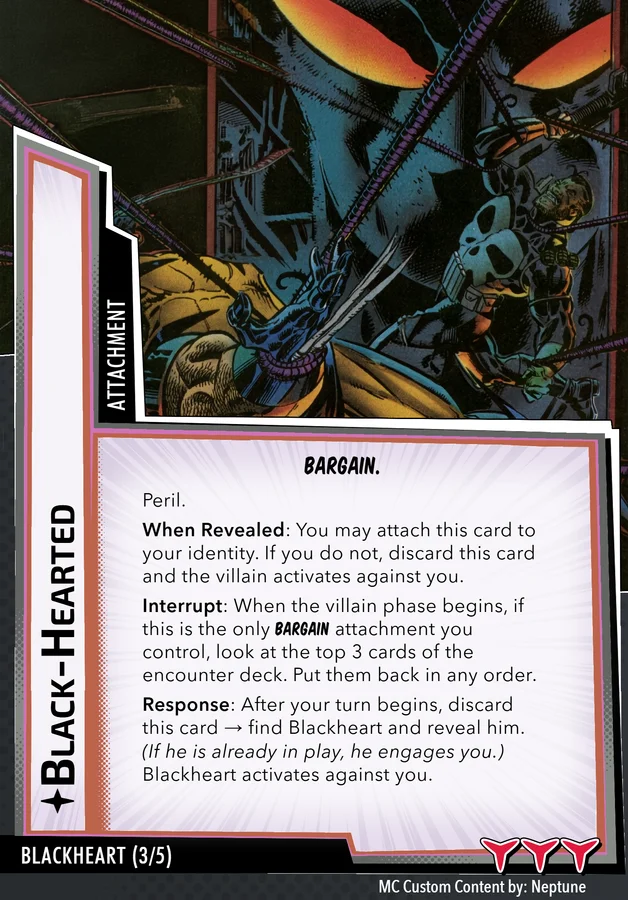 ATTACHMENT
BLACK-HEARTED
BARGAIN.
Peril.
When Revealed: You may attach this card to
your identity. If you do not, discard this card
and the villain activates against you.
Interrupt: When the villain phase begins, if
this is the only BARGAIN attachment you
control, look at the top 3 cards of the
encounter deck. Put them back in any order.
Response: After your turn begins, discard
this card → find Blackheart and reveal him.
(If he is already in play, he engages you.)
Blackheart activates against you.
BLACKHEART (3/5)
MC Custom Content by: Neptune